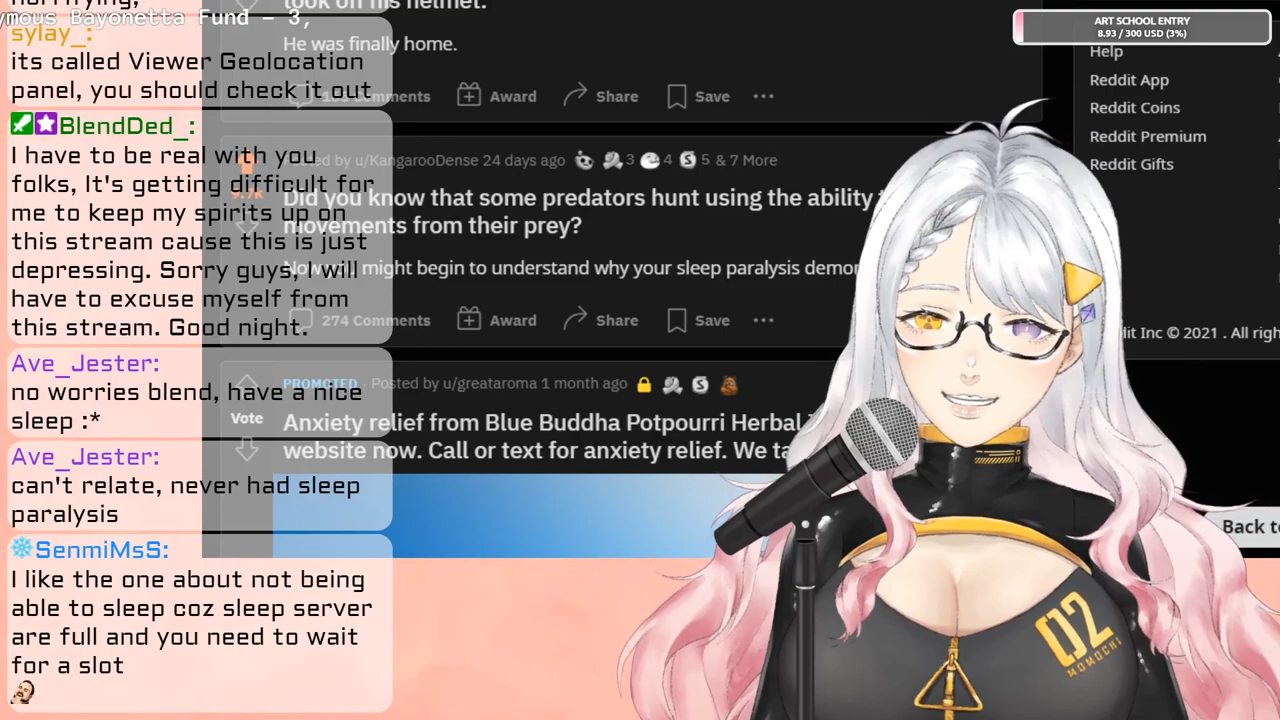 ymous Bayonetta Fund - 3,
sylay_:
its called Viewer Geolocation
panel, you should check it out
BlendDed_:
I have to be real with you
folks, It's getting difficult for
me to keep my spirits up on
this stream cause this is just
depressing. Sorry guys, I will
have to excuse myself from
this stream. Good night.
Ave_Jester:
no worries blend, have a nice
sleep :*
Ave_Jester:
can't relate, never had sleep
paralysis
SenmiMsS:
I like the one about not being
able to sleep coz sleep server
are full and you need to wait
for a slot
took on his helmet.
He was finally home.
Comments
Award
Share
Save
Posted by u/KangarooDense 24 days ago
3
4
5 & 7 More
Did you know that some predators hunt using the ability
movements from their prey?
might begin to understand why your sleep paralysis
274 Comments
Award
Share
Save
PROMOTED · Posted by u/greataroma 1 month ago
Vote
Anxiety relief from Blue Buddha Potpourri Herbal
website now. Call or text for anxiety relief. We
ART SCHOOL ENTRY
8.93 / 300 USD (3%)
Help
Reddit App
Reddit Coins
Reddit Premium
Reddit Gifts
Inc © 2021 . All
Back
02
MOMOCHI